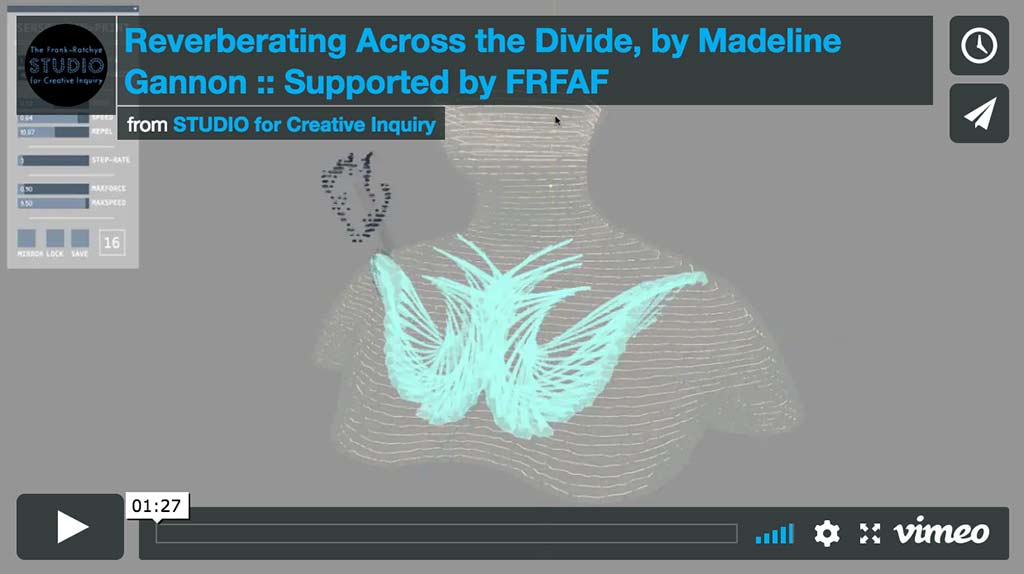 The Frank-Ratchye
STUDIO
for Creative Inquiry
Reverberating Across the Divide, by Madeline
Gannon :: Supported by FRFAF
from STUDIO for Creative Inquiry
0.64 SPEED
10.07 REPEL
STEP-RATE
0.90 MAXFORCE
9.50 MAXSPEED
16
MIRROR LOCK SAVE
01:27
vimeo